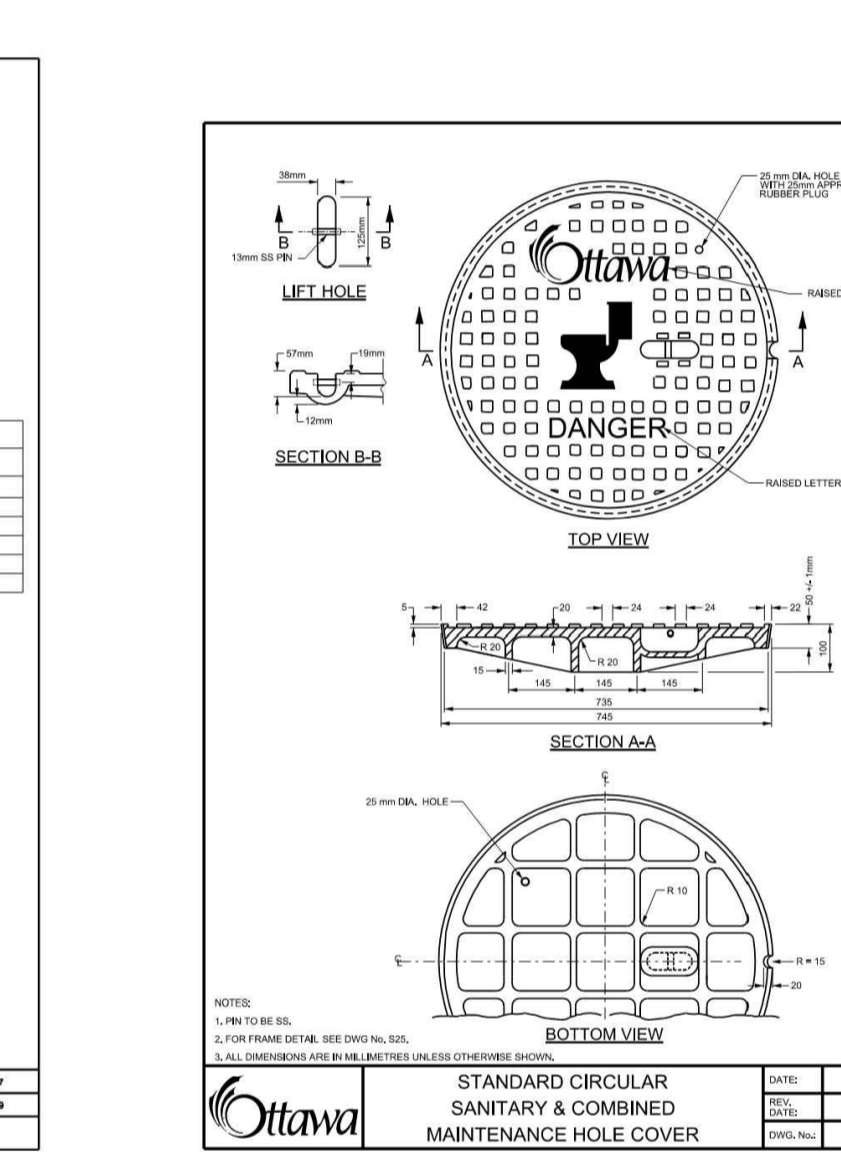 38mm
B
B
125mm
13mm SS PIN
LIFT HOLE
57mm
19mm
12mm
SECTION B-B
25 mm DIA. HOLE
WITH 25mm
RUBBER PLUG
Ottawa
RAISED
A
A
DANGER
RAISED LETTER
TOP VIEW
5
42
20
24
24
22
50 +/- 1mm
R 20
R 20
15
100
145
145
145
735
745
SECTION A-A
25 mm DIA. HOLE
R 10
R = 15
20
BOTTOM VIEW
NOTES:
1. PIN TO BE SS.
2. FOR FRAME DETAIL SEE DWG No. S25.
3. ALL DIMENSIONS ARE IN MILLIMETRES UNLESS OTHERWISE SHOWN.
Ottawa
STANDARD CIRCULAR
SANITARY & COMBINED
MAINTENANCE HOLE COVER
DATE:
REV.
DATE:
DWG. No.: